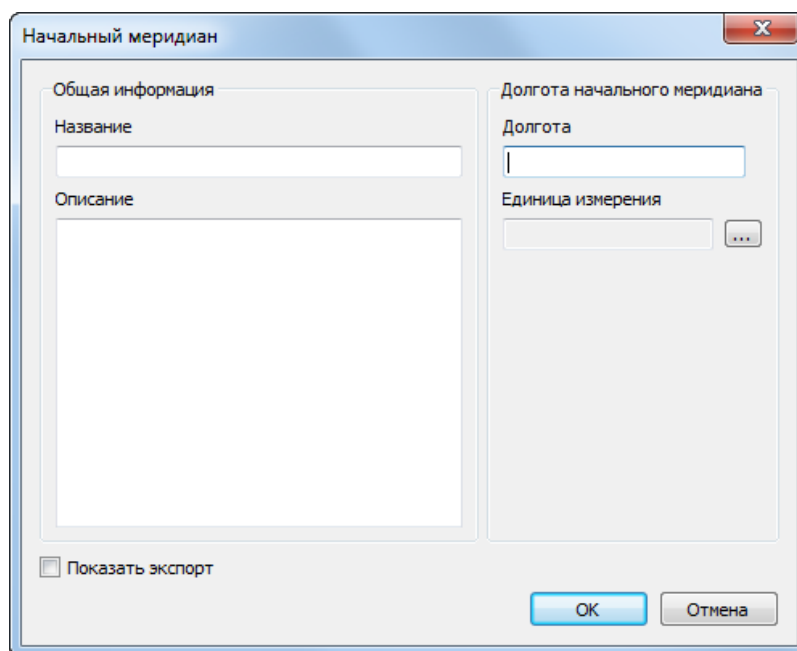 Начальный меридиан
Общая информация
Название
Описание
Долгота начального меридиана
Долгота
Единица измерения
...
Показать экспорт
OK
Отмена